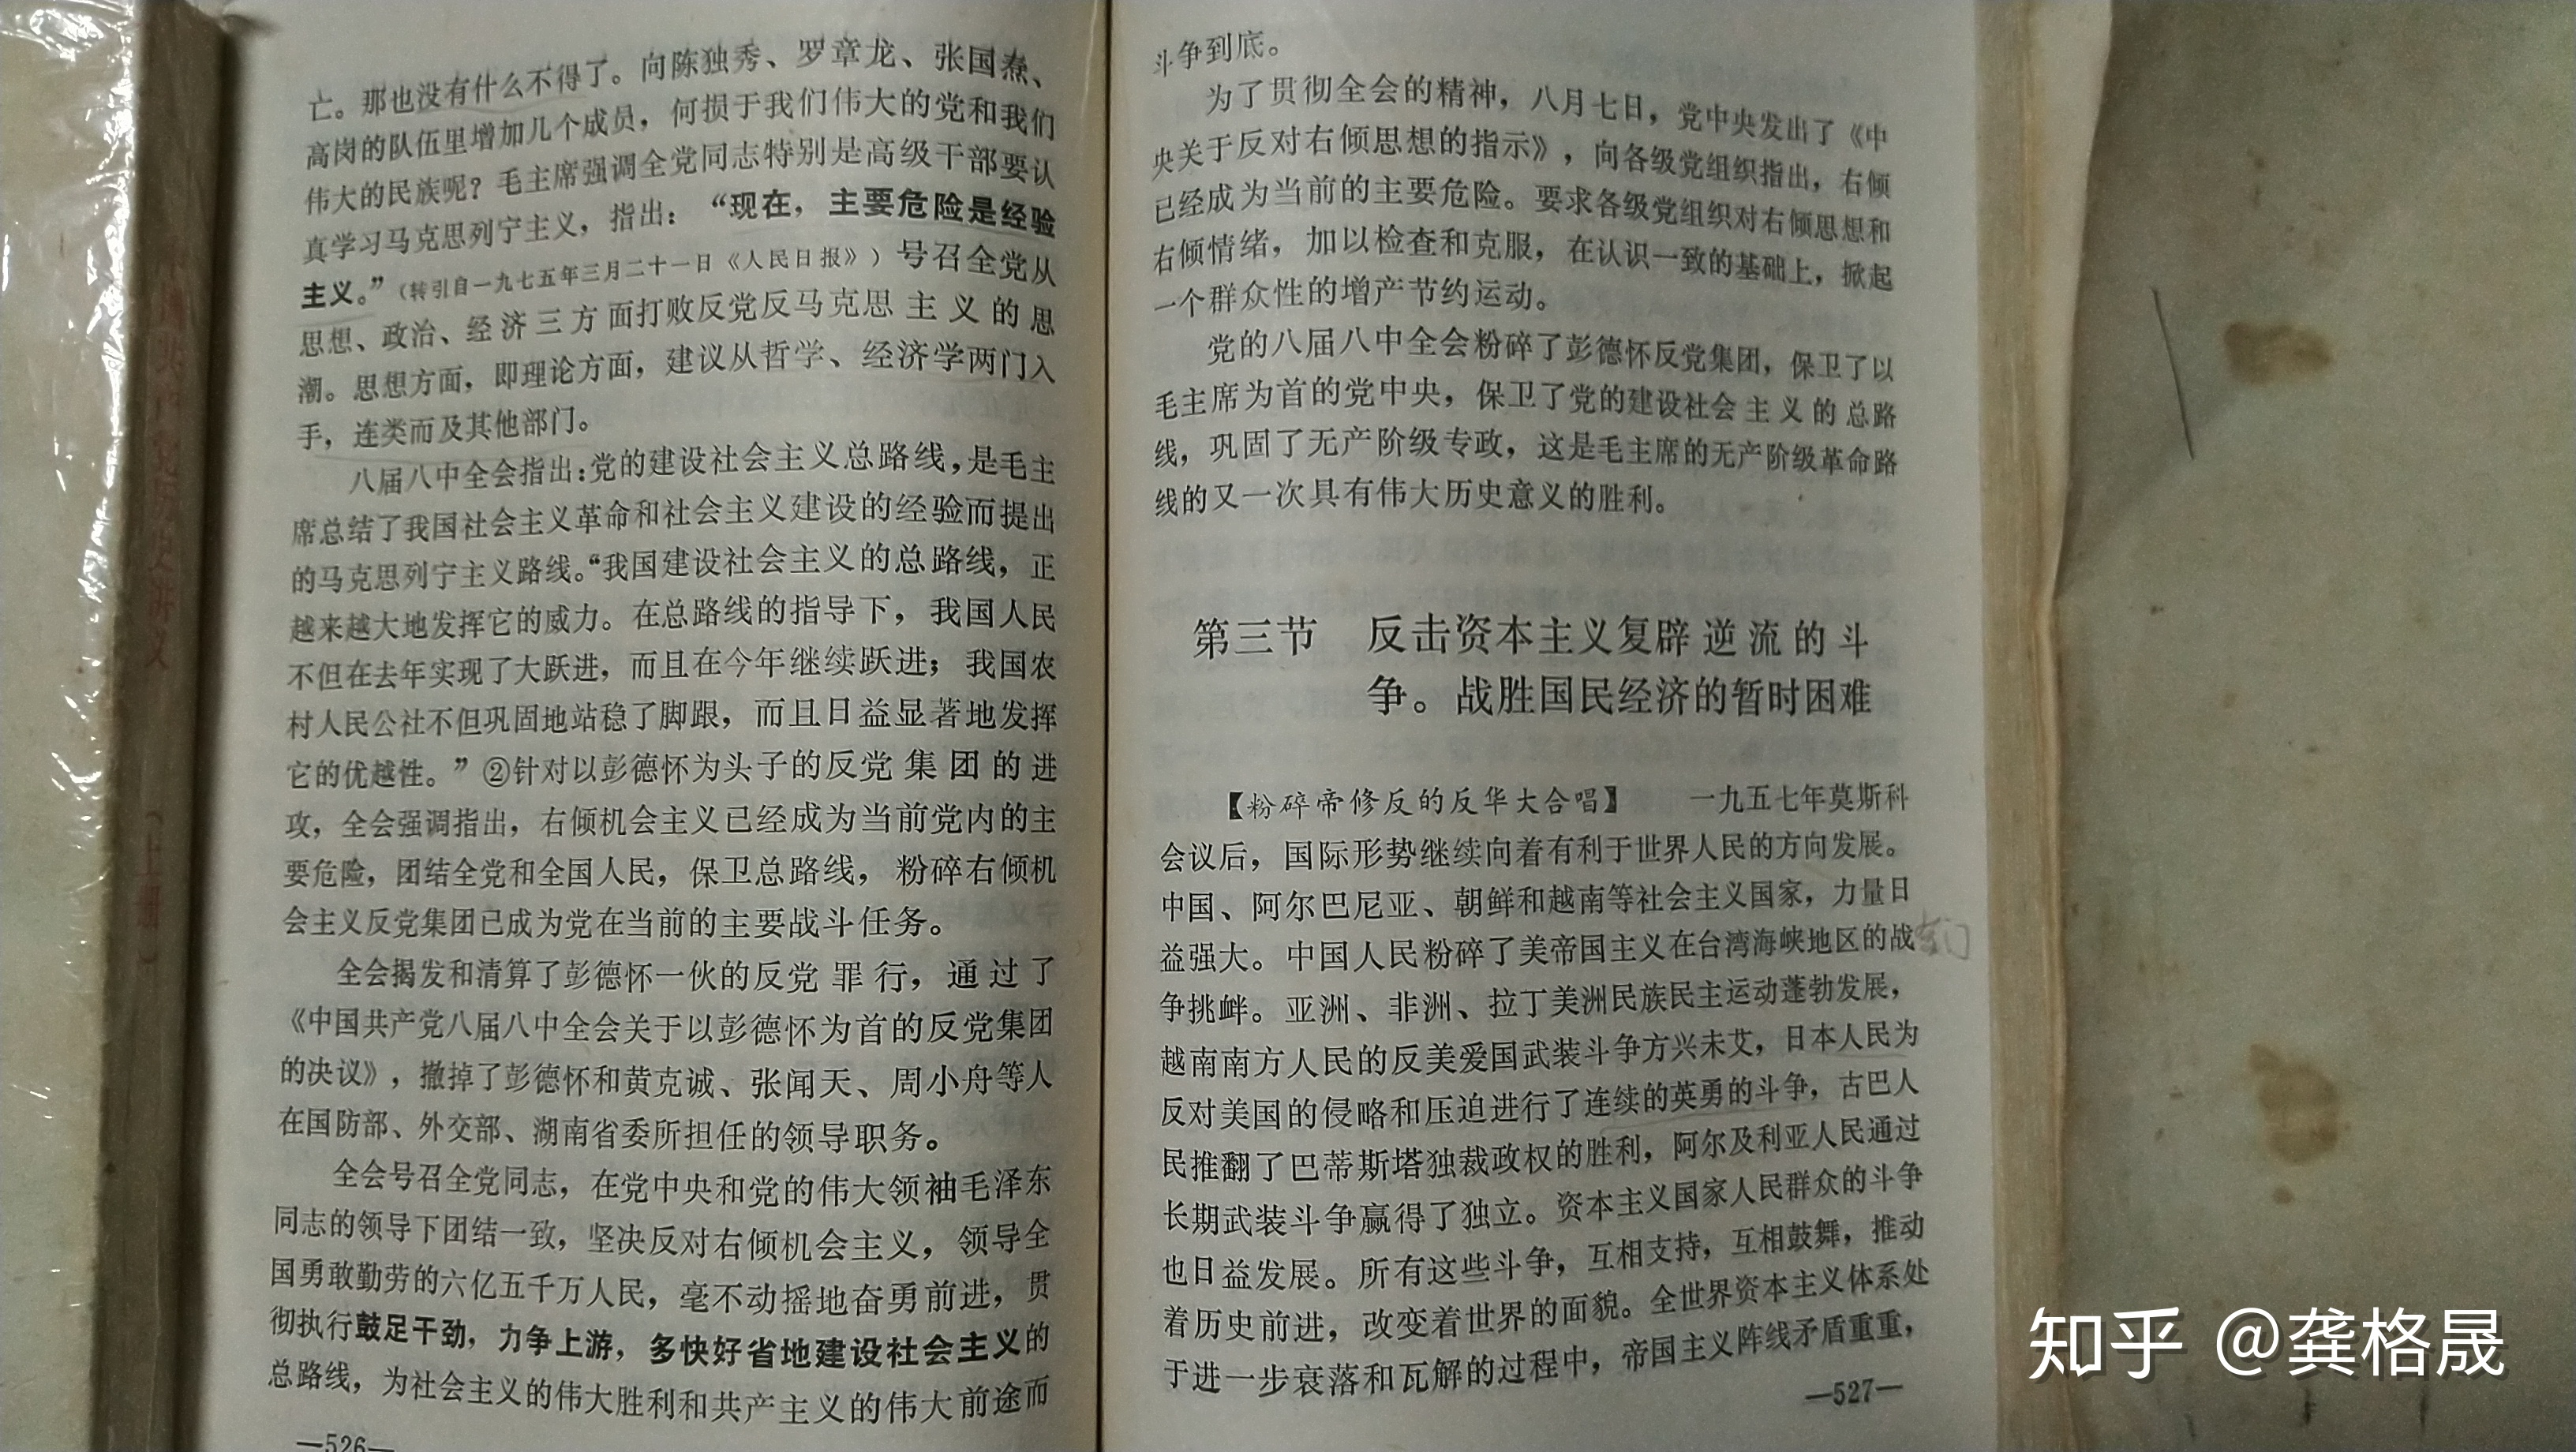 亡。那也没有什么不得了。向陈独秀、罗章龙、张国焘、
高岗的队伍里增加几个成员，何损于我们伟大的党和我们
伟大的民族呢？毛主席强调全党同志特别是高级干部要认
真学习马克思列宁主义，指出：“现在，主要危险是经验
主义。”（转引自一九七五年三月二十一日《人民日报》）号召全党从
思想、政治、经济三方面打败反党反马克思主义的思
潮。思想方面，即理论方面，建议从哲学、经济学两门入
手，连类而及其他部门。
八届八中全会指出：党的建设社会主义总路线，是毛主
席总结了我国社会主义革命和社会主义建设的经验而提出
的马克思列宁主义路线。“我国建设社会主义的总路线，正
越来越大地发挥它的威力。在总路线的指导下，我国人民
不但在去年实现了大跃进，而且在今年继续跃进；我国农
村人民公社不但巩固地站稳了脚跟，而且日益显著地发挥
它的优越性。”②针对以彭德怀为头子的反党集团的进
攻，全会强调指出，右倾机会主义已经成为当前党内的主
要危险，团结全党和全国人民，保卫总路线，粉碎右倾机
会主义反党集团已成为党在当前的主要战斗任务。
全会揭发和清算了彭德怀一伙的反党罪行，通过了
《中国共产党八届八中全会关于以彭德怀为首的反党集团
的决议》，撤掉了彭德怀和黄克诚、张闻天、周小舟等人
在国防部、外交部、湖南省委所担任的领导职务。
全会号召全党同志，在党中央和党的伟大领袖毛泽东
同志的领导下团结一致，坚决反对右倾机会主义，领导全
国勇敢勤劳的六亿五千万人民，毫不动摇地奋勇前进，贯
彻执行鼓足干劲，力争上游，多快好省地建设社会主义的
总路线，为社会主义的伟大胜利和共产主义的伟大前途而
—526—
斗争到底。
为了贯彻全会的精神，八月七日，党中央发出了《中
央关于反对右倾思想的指示》，向各级党组织指出，右倾
已经成为当前的主要危险。要求各级党组织对右倾思想和
右倾情绪，加以检查和克服，在认识一致的基础上，掀起
一个群众性的增产节约运动。
党的八届八中全会粉碎了彭德怀反党集团，保卫了以
毛主席为首的党中央，保卫了党的建设社会主义的总路
线，巩固了无产阶级专政，这是毛主席的无产阶级革命路
线的又一次具有伟大历史意义的胜利。
第三节 反击资本主义复辟逆流的斗
争。战胜国民经济的暂时困难
【粉碎帝修反的反华大合唱】 一九五七年莫斯科
会议后，国际形势继续向着有利于世界人民的方向发展。
中国、阿尔巴尼亚、朝鲜和越南等社会主义国家，力量日
益强大。中国人民粉碎了美帝国主义在台湾海峡地区的战
争挑衅。亚洲、非洲、拉丁美洲民族民主运动蓬勃发展，
越南南方人民的反美爱国武装斗争方兴未艾，日本人民为
反对美国的侵略和压迫进行了连续的英勇的斗争，古巴人
民推翻了巴蒂斯塔独裁政权的胜利，阿尔及利亚人民通过
长期武装斗争赢得了独立。资本主义国家人民群众的斗争
也日益发展。所有这些斗争，互相支持，互相鼓舞，推动
着历史前进，改变着世界的面貌。全世界资本主义体系处
于进一步衰落和瓦解的过程中，帝国主义阵线矛盾重重，
—527—
知乎 @龚格晟